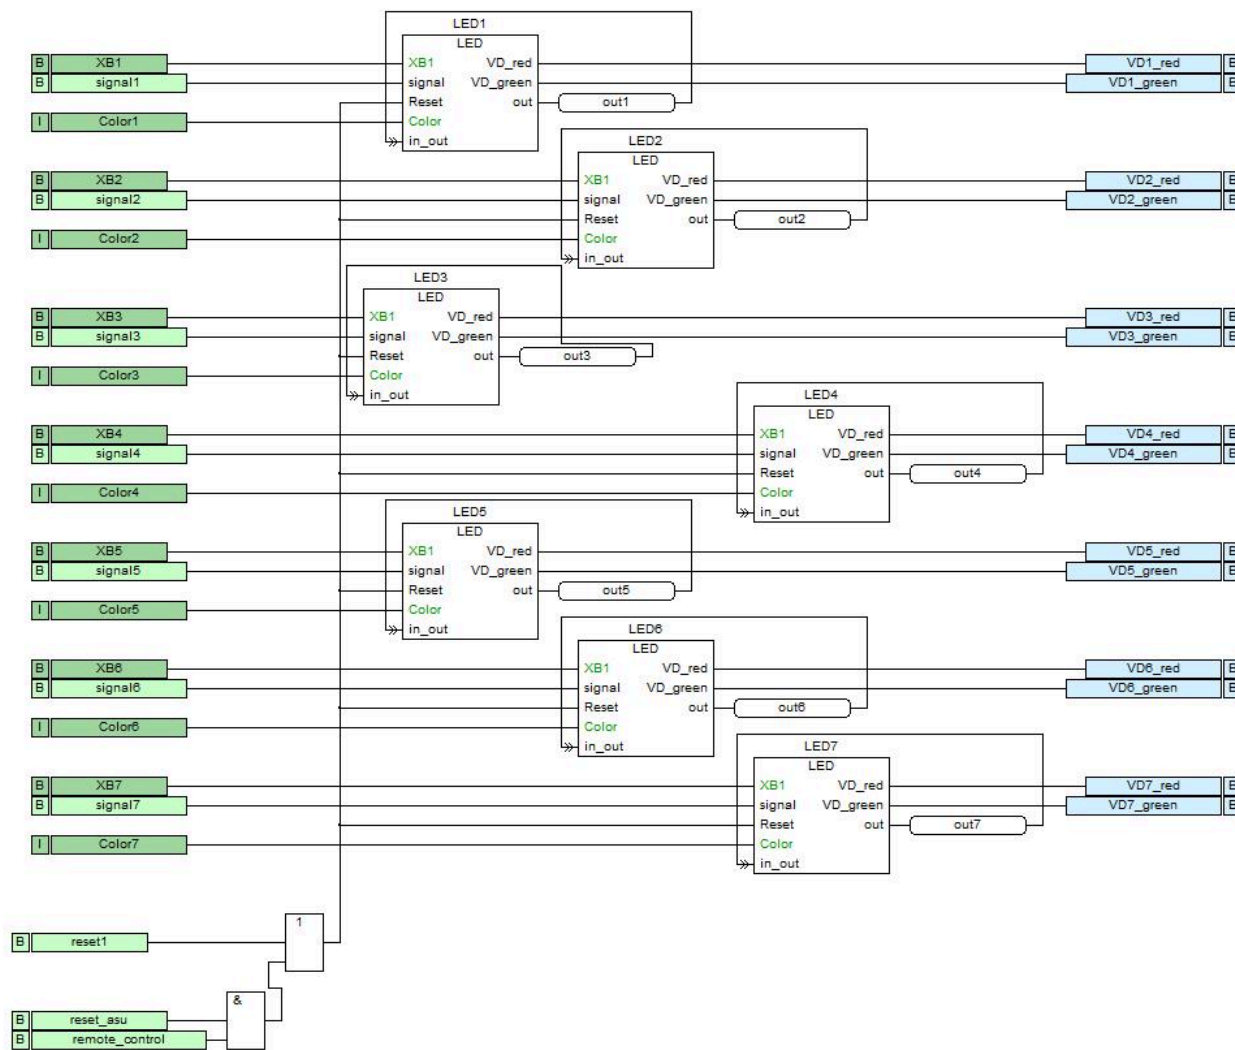 LED1
LED
B XB1 XB1 VD_red VD1_red B
B signal1 signal VD_green VD1_green B
Reset out out1
I Color1 Color
in_out
LED2
LED
B XB2 XB1 VD_red VD2_red B
B signal2 signal VD_green VD2_green B
Reset out out2
I Color2 Color
in_out
LED3
LED
B XB3 XB1 VD_red VD3_red B
B signal3 signal VD_green VD3_green B
Reset out out3
I Color3 Color
in_out
LED4
LED
B XB4 XB1 VD_red VD4_red B
B signal4 signal VD_green VD4_green B
Reset out out4
I Color4 Color
in_out
LED5
LED
B XB5 XB1 VD_red VD5_red B
B signal5 signal VD_green VD5_green B
Reset out out5
I Color5 Color
in_out
LED6
LED
B XB6 XB1 VD_red VD6_red B
B signal6 signal VD_green VD6_green B
Reset out out6
I Color6 Color
in_out
LED7
LED
B XB7 XB1 VD_red VD7_red B
B signal7 signal VD_green VD7_green B
Reset out out7
I Color7 Color
in_out
1
B reset1
&
B reset_asu
B remote_control